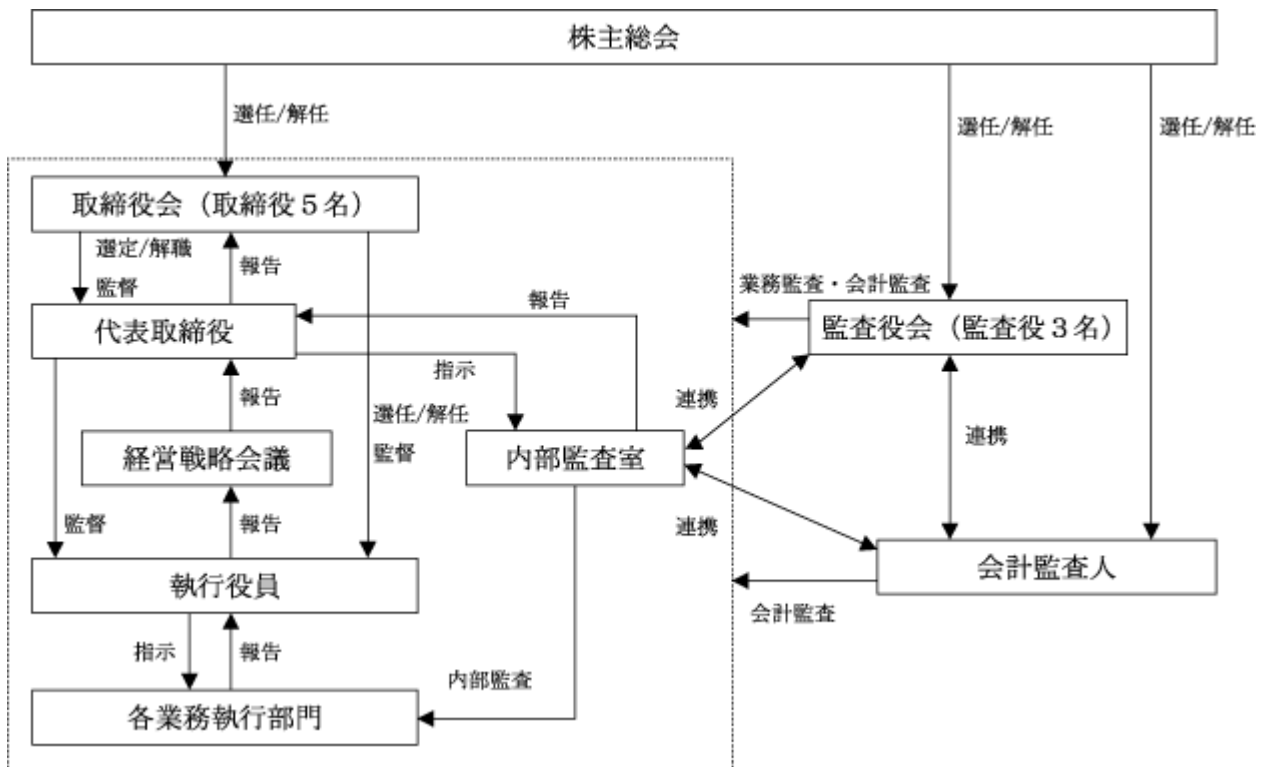 株主総会
選任/解任
選任/解任
選任/解任
取締役会（取締役５名）
選定/解職
監督
報告
報告
業務監査・会計監査
代表取締役
監査役会（監査役３名）
指示
報告
選任/解任
監督
連携
連携
経営戦略会議
内部監査室
監督
報告
連携
執行役員
会計監査人
会計監査
指示
報告
内部監査
各業務執行部門